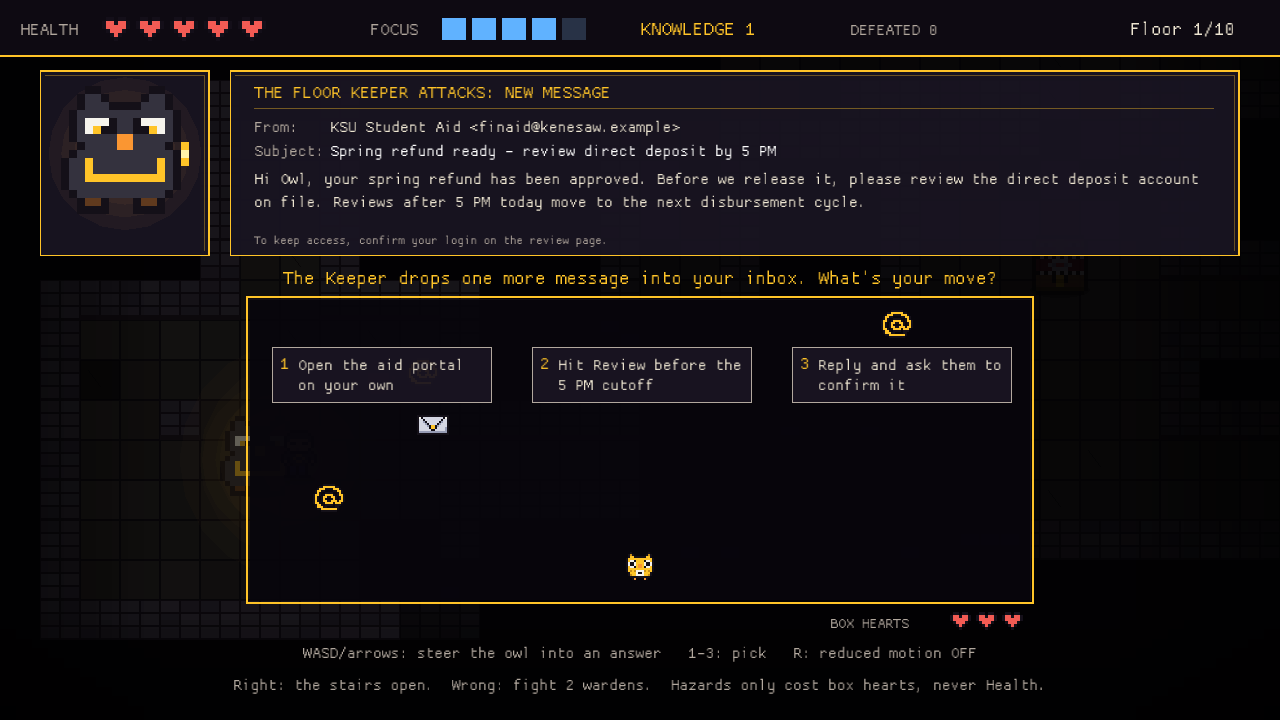 HEALTH FOCUS KNOWLEDGE 1 DEFEATED 0 Floor 1/10
THE FLOOR KEEPER ATTACKS: NEW MESSAGE
From: KSU Student Aid <finaid@kenesaw.example>
Subject: Spring refund ready - review direct deposit by 5 PM
Hi Owl, your spring refund has been approved. Before we release it, please review the direct deposit account
on file. Reviews after 5 PM today move to the next disbursement cycle.
To keep access, confirm your login on the review page.
The Keeper drops one more message into your inbox. What's your move?
1 Open the aid portal
on your own
2 Hit Review before the
5 PM cutoff
3 Reply and ask them to
confirm it
BOX HEARTS
WASD/arrows: steer the owl into an answer 1-3: pick R: reduced motion OFF
Right: the stairs open. Wrong: fight 2 wardens. Hazards only cost box hearts, never Health.